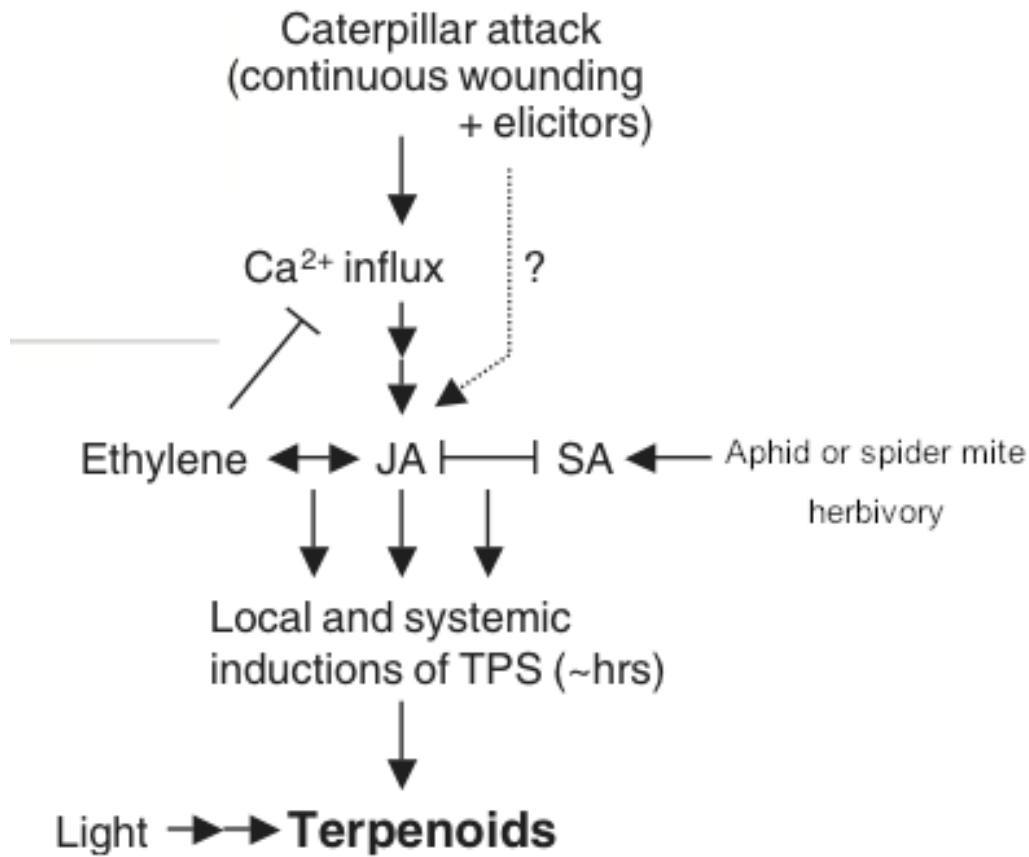 Caterpillar attack
(continuous wounding
+ elicitors)
Ca²⁺ influx
?
Ethylene JA SA Aphid or spider mite
herbivory
Local and systemic
inductions of TPS (~hrs)
Light Terpenoids